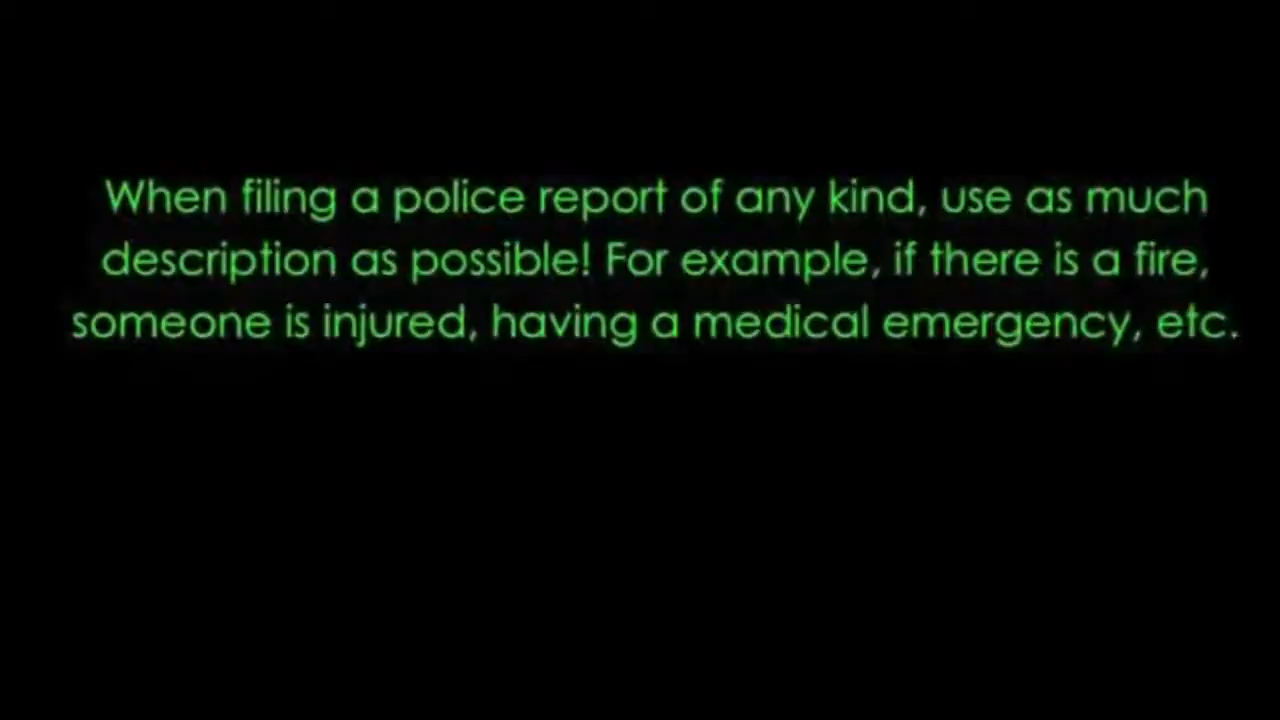 When filing a police report of any kind, use as much
description as possible! For example, if there is a fire,
someone is injured, having a medical emergency, etc.